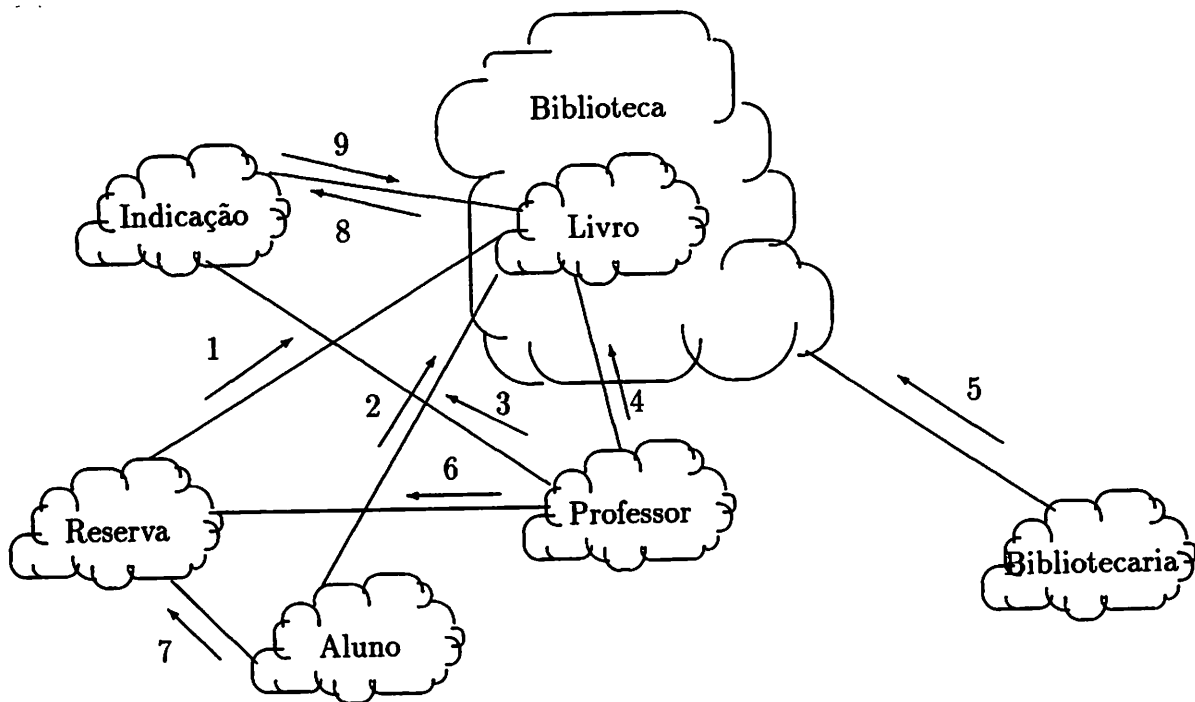 Biblioteca
9
Indicação
Livro
8
1
2
3
4
5
6
Reserva
Professor
Bibliotecaria
7
Aluno